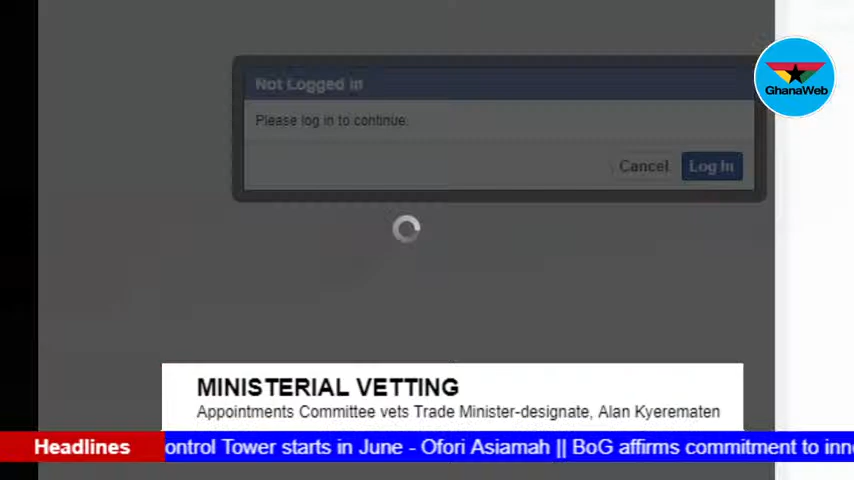 Not Logged in
Please log in to continue.
Cancel Log In
GhanaWeb
MINISTERIAL VETTING
Appointments Committee vets Trade Minister-designate, Alan Kyerematen
Headlines ontrol Tower starts in June - Ofori Asiamah || BoG affirms commitment to inn